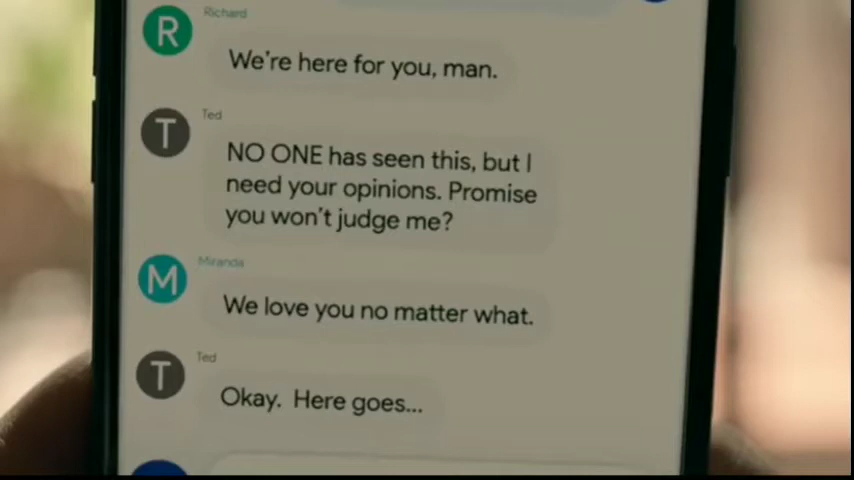 R
Richard
We're here for you, man.
T
Ted
NO ONE has seen this, but I
need your opinions. Promise
you won't judge me?
M
Miranda
We love you no matter what.
T
Ted
Okay.  Here goes...